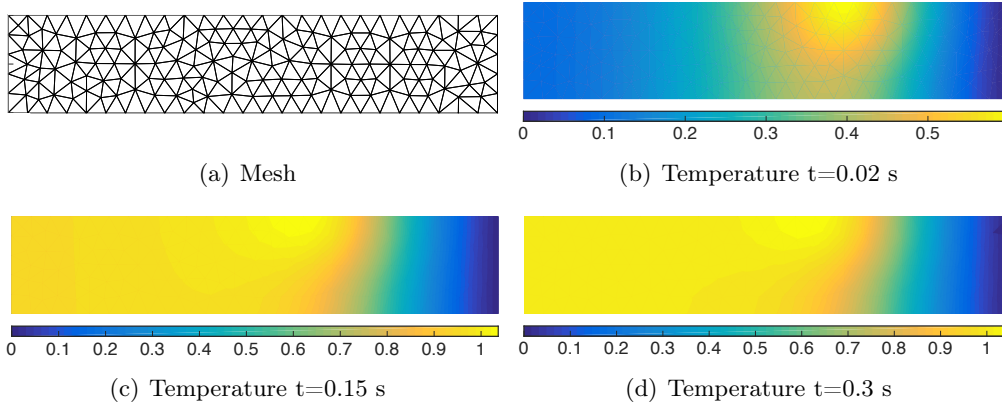 0 0.1 0.2 0.3 0.4 0.5
(a) Mesh
(b) Temperature t=0.02 s
0 0.1 0.2 0.3 0.4 0.5 0.6 0.7 0.8 0.9 1
0 0.1 0.2 0.3 0.4 0.5 0.6 0.7 0.8 0.9 1
(c) Temperature t=0.15 s
(d) Temperature t=0.3 s